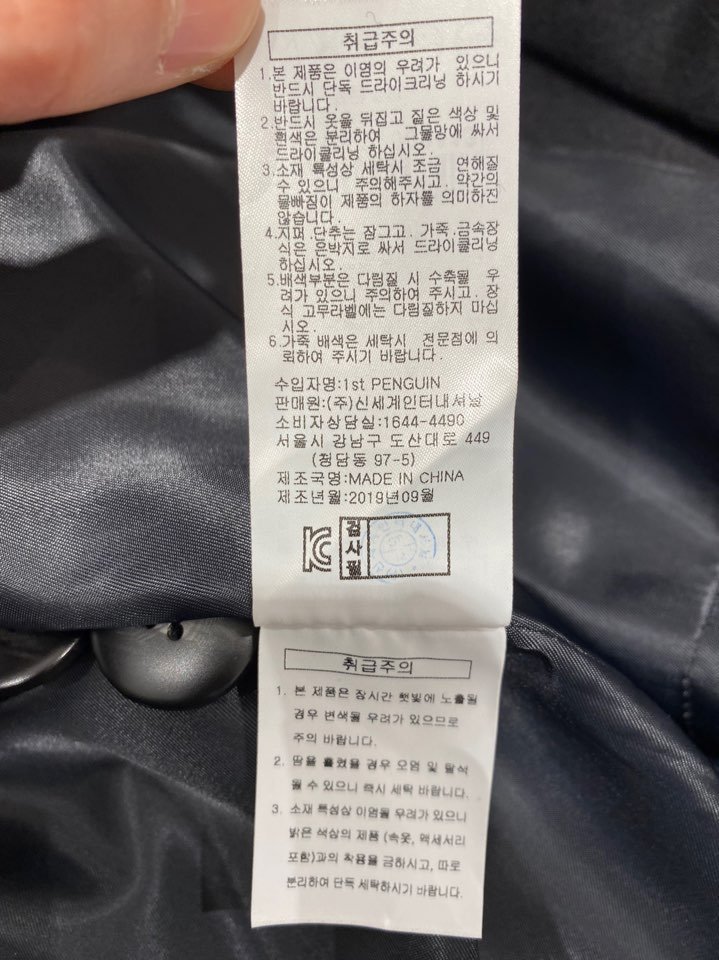 취급주의
1.본 제품은 이염의 우려가 있으니
반드시 단독 드라이크리닝 하시기
바랍니다.
2.반드시 옷을 뒤집고 짙은 색상 및
흰색은 분리하여 그물망에 싸서
드라이클리닝 하십시오.
3.소재 특성상 세탁시 조금 연해질
수 있으니 주의해주시고. 약간의
물빠짐이 제품의 하자를 의미하진
않습니다.
4.지퍼.단추는 잠그고. 가죽.금속장
식은 은박지로 싸서 드라이클리닝
하십시오.
5.배색부분은 다림질 시 수축될 우
려가 있으니 주의하여 주시고. 장
식 고무라벨에는 다림질하지 마십
시오.
6.가죽 배색은 세탁시 전문점에 의
뢰하여 주시기 바랍니다.
수입자명:1st PENGUIN
판매원:(주)신세계인터내셔날
소비자상담실:1644-4490
서울시 강남구 도산대로 449
(청담동 97-5)
제조국명:MADE IN CHINA
제조년월:2019년09월
검사필
취급주의
1. 본 제품은 장시간 햇빛에 노출될
경우 변색될 우려가 있으므로
주의 바랍니다.
2. 땀을 흘렸을 경우 오염 및 탈색
될 수 있으니 즉시 세탁 바랍니다.
3. 소재 특성상 이염될 우려가 있으니
밝은 색상의 제품 (속옷, 액세서리
포함)과의 착용을 금하시고, 따로
분리하여 단독 세탁하시기 바랍니다.